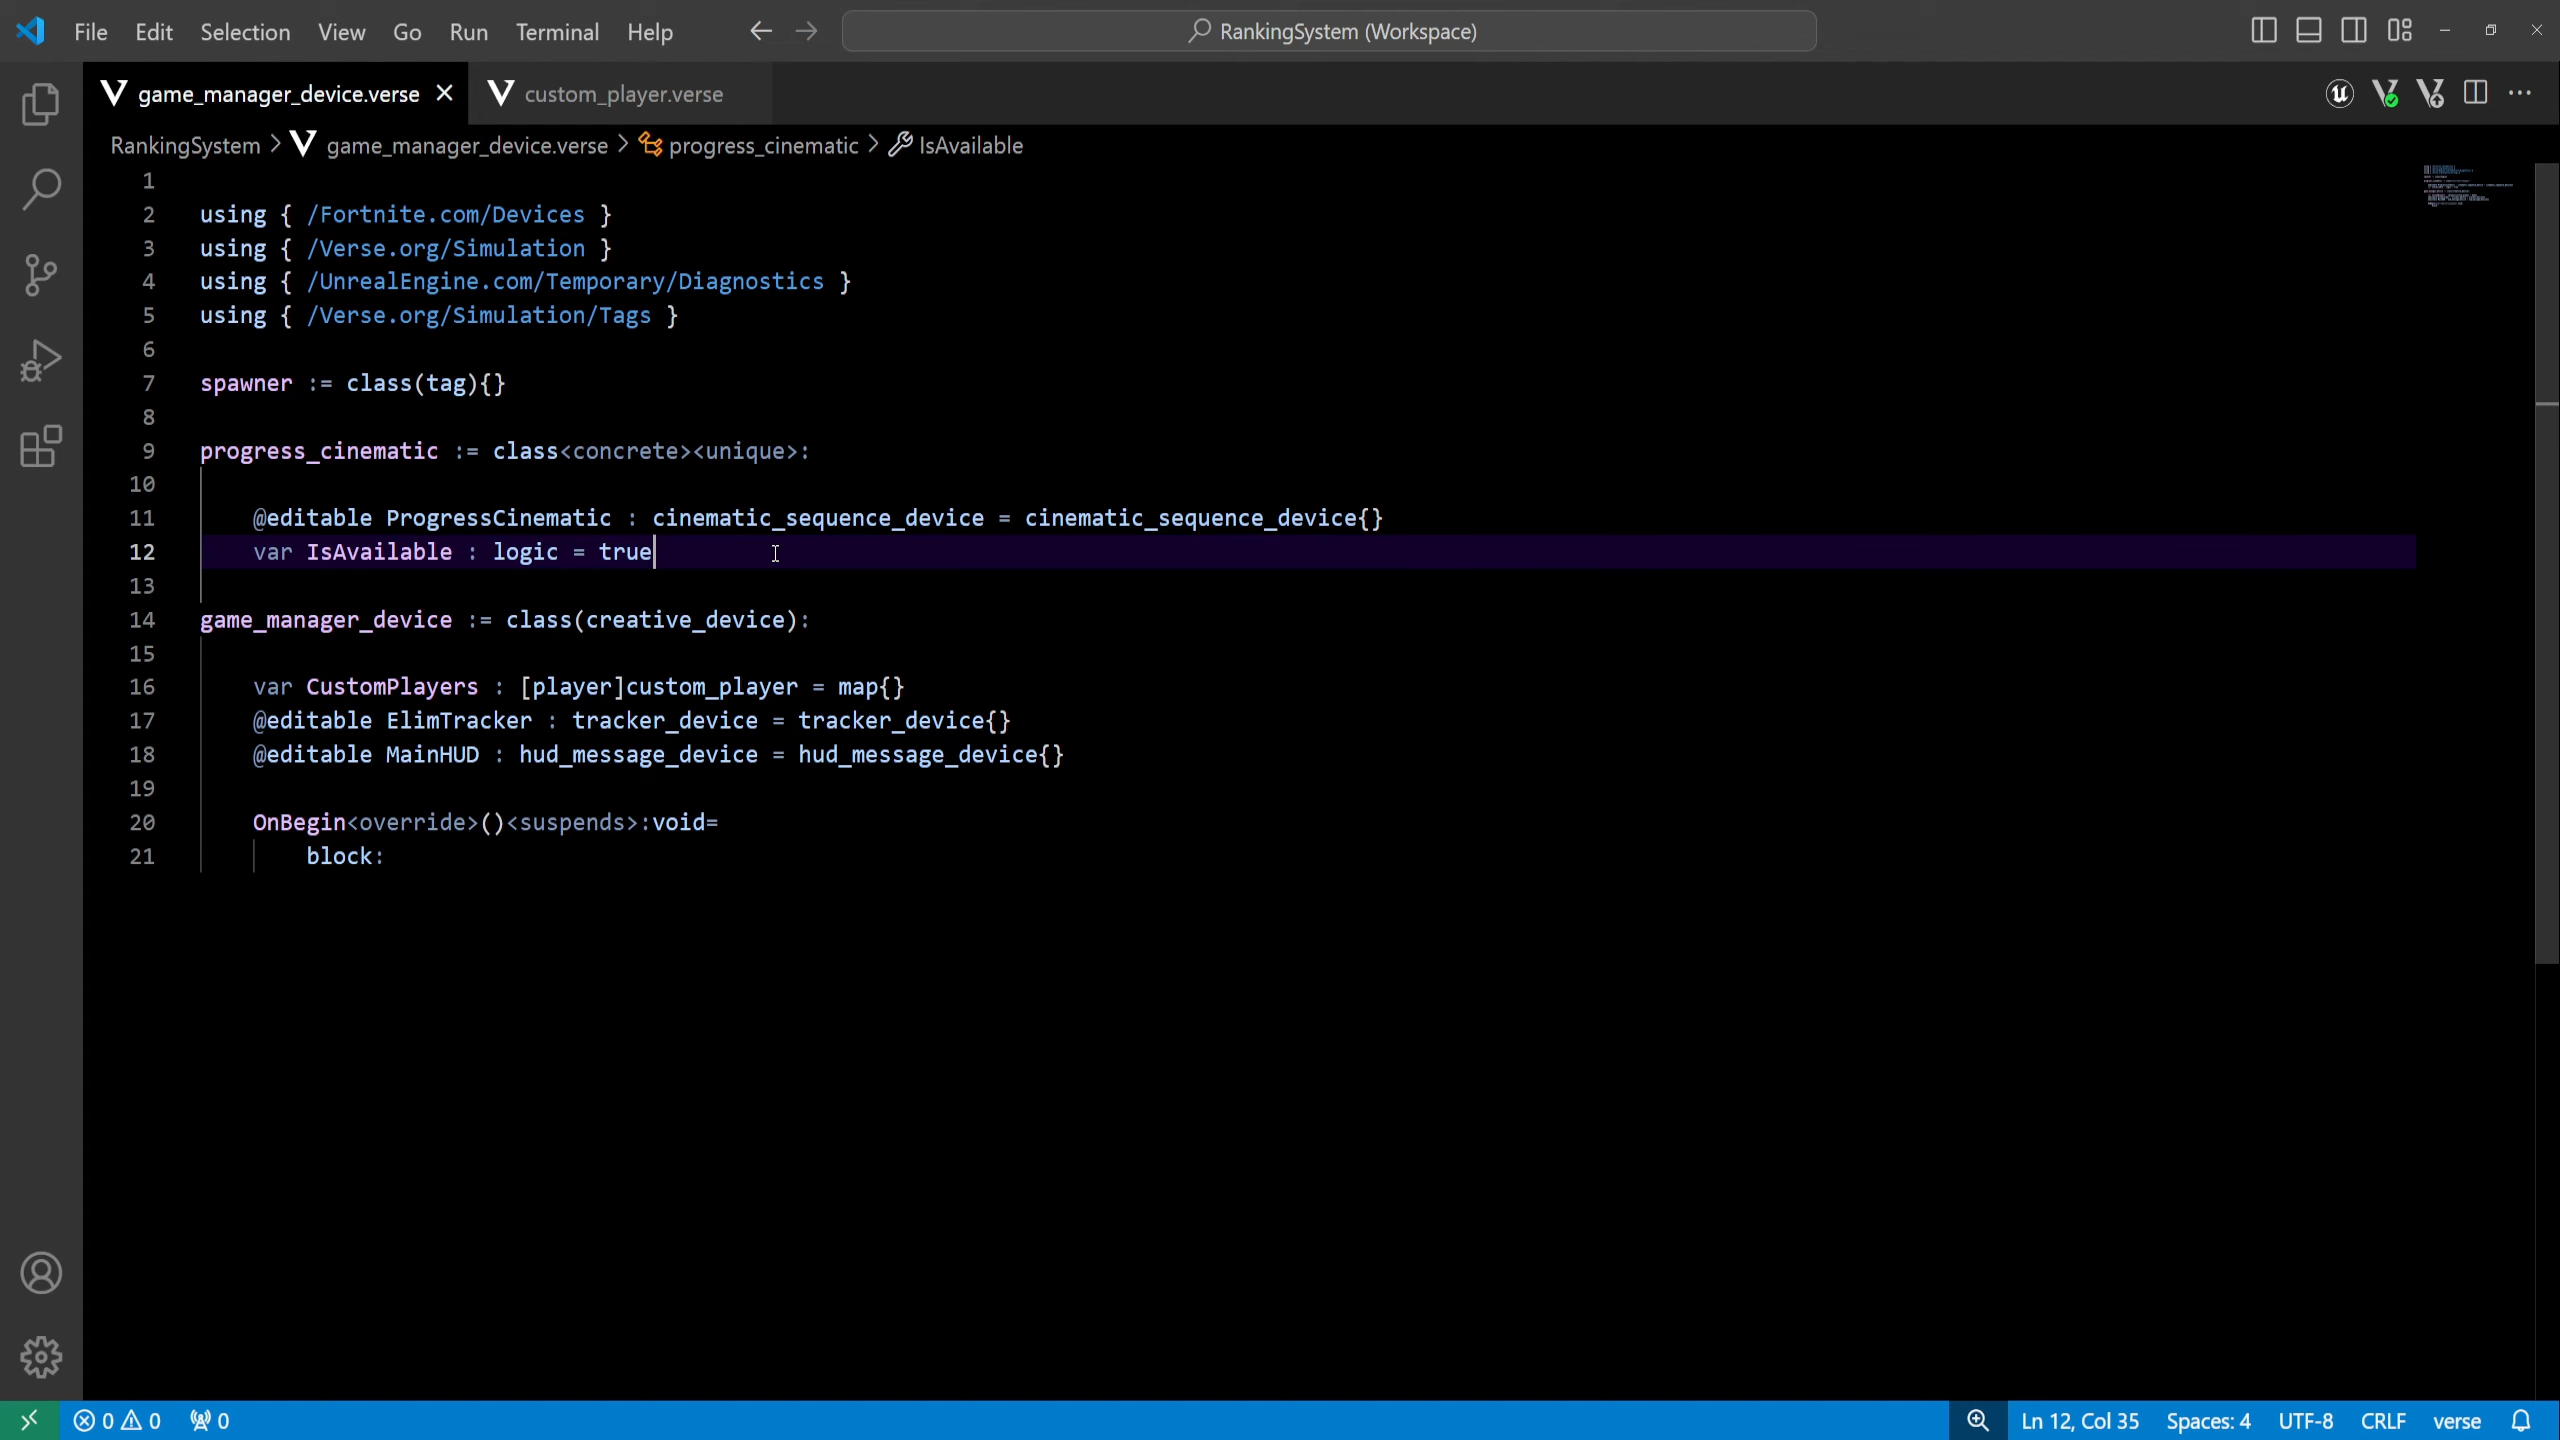 File Edit Selection View Go Run Terminal Help RankingSystem (Workspace)
game_manager_device.verse custom_player.verse
RankingSystem > game_manager_device.verse > progress_cinematic > IsAvailable
1
2 using { /Fortnite.com/Devices }
3 using { /Verse.org/Simulation }
4 using { /UnrealEngine.com/Temporary/Diagnostics }
5 using { /Verse.org/Simulation/Tags }
6
7 spawner := class(tag){}
8
9 progress_cinematic := class<concrete><unique>:
10
11 @editable ProgressCinematic : cinematic_sequence_device = cinematic_sequence_device{}
12 var IsAvailable : logic = true
13
14 game_manager_device := class(creative_device):
15
16 var CustomPlayers : [player]custom_player = map{}
17 @editable ElimTracker : tracker_device = tracker_device{}
18 @editable MainHUD : hud_message_device = hud_message_device{}
19
20 OnBegin<override>()<suspends>:void=
21 block:
0 0 0 Ln 12, Col 35 Spaces: 4 UTF-8 CRLF verse